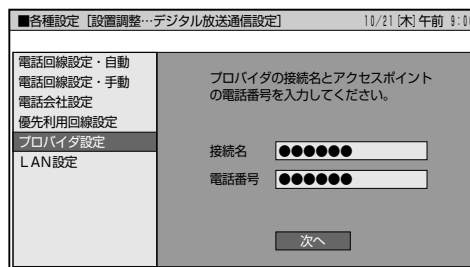 ■各種設定［設置調整…デジタル放送通信設定］ 10/21[木]午前 9:0
電話回線設定・自動
電話回線設定・手動
電話会社設定
優先利用回線設定
プロバイダ設定
LAN設定
プロバイダの接続名とアクセスポイント
の電話番号を入力してください。
接続名 ●●●●●●
電話番号 ●●●●●●
次へ